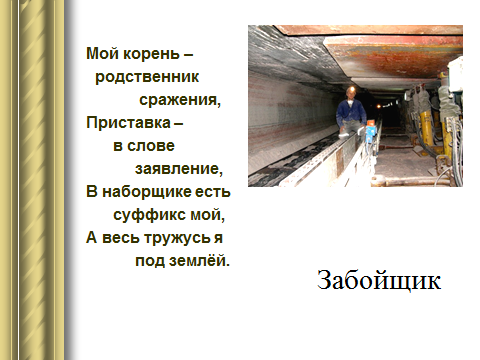 Мой корень –
родственник
сражения,
Приставка –
в слове
заявление,
В наборщике есть
суффикс мой,
А весь тружусь я
под землёй.
Забойщик